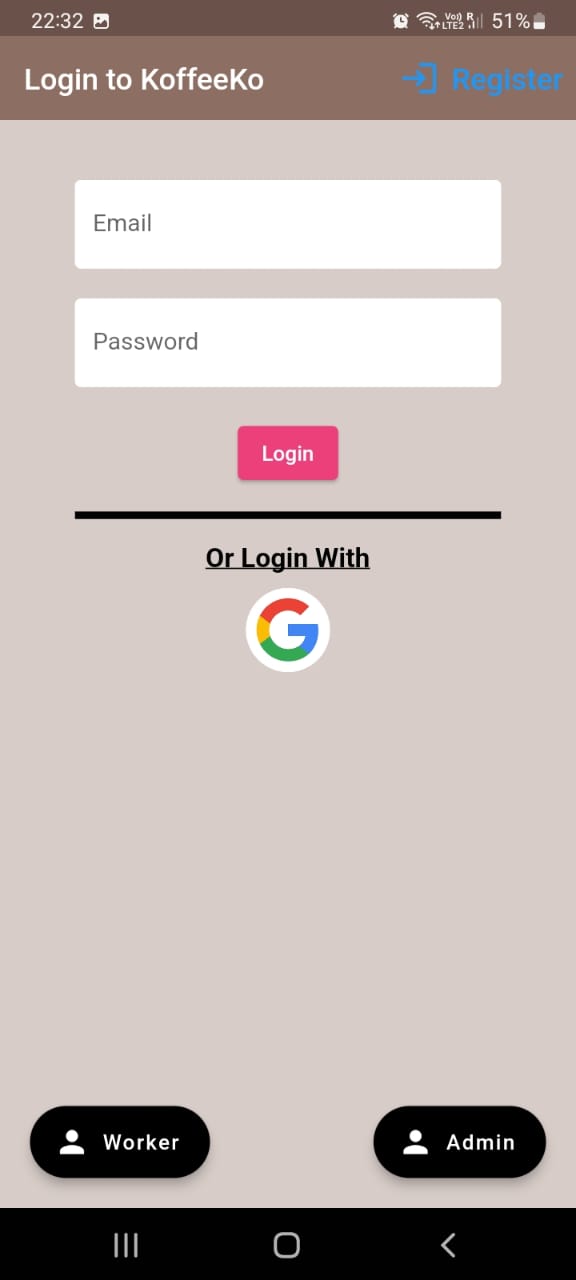 22:32 Vo) R LTE2 51%
Login to KoffeeKo Register
Email
Password
Login
Or Login With
Worker Admin